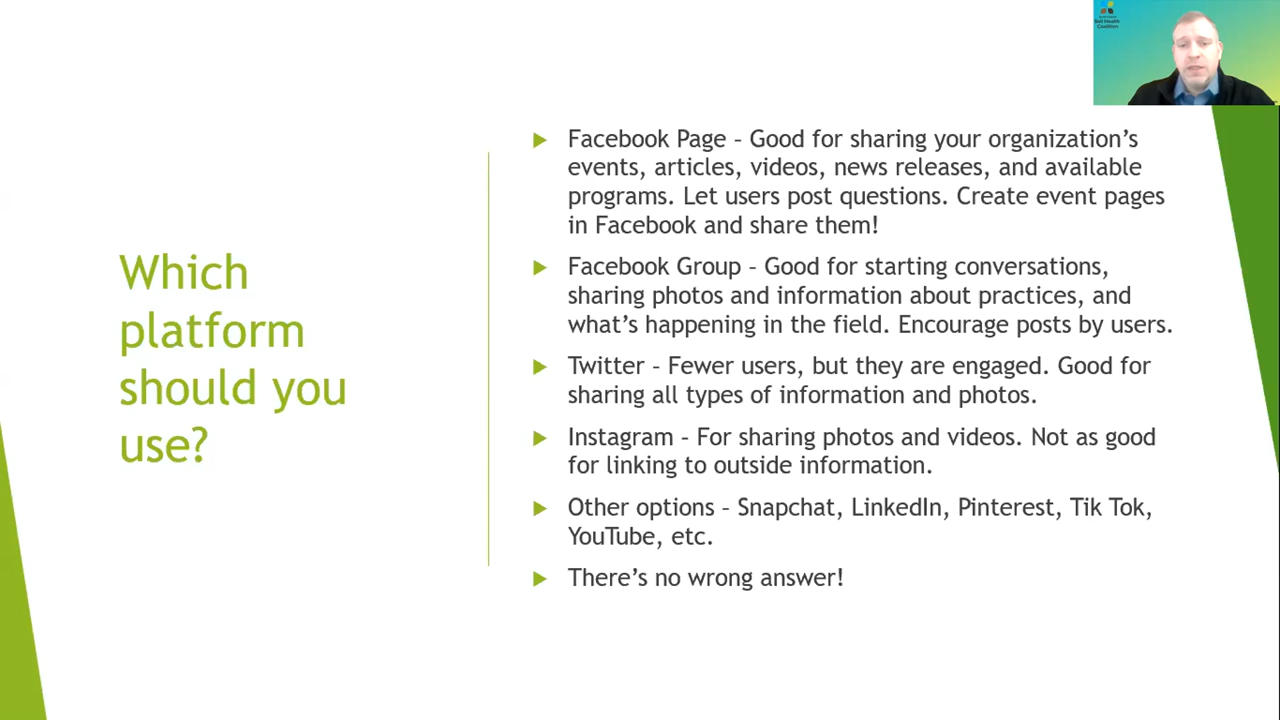 Which
platform
should you
use?
Facebook Page – Good for sharing your organization’s
events, articles, videos, news releases, and available
programs. Let users post questions. Create event pages
in Facebook and share them!
Facebook Group – Good for starting conversations,
sharing photos and information about practices, and
what’s happening in the field. Encourage posts by users.
Twitter – Fewer users, but they are engaged. Good for
sharing all types of information and photos.
Instagram – For sharing photos and videos. Not as good
for linking to outside information.
Other options – Snapchat, LinkedIn, Pinterest, Tik Tok,
YouTube, etc.
There’s no wrong answer!
Soil Health
Coalition